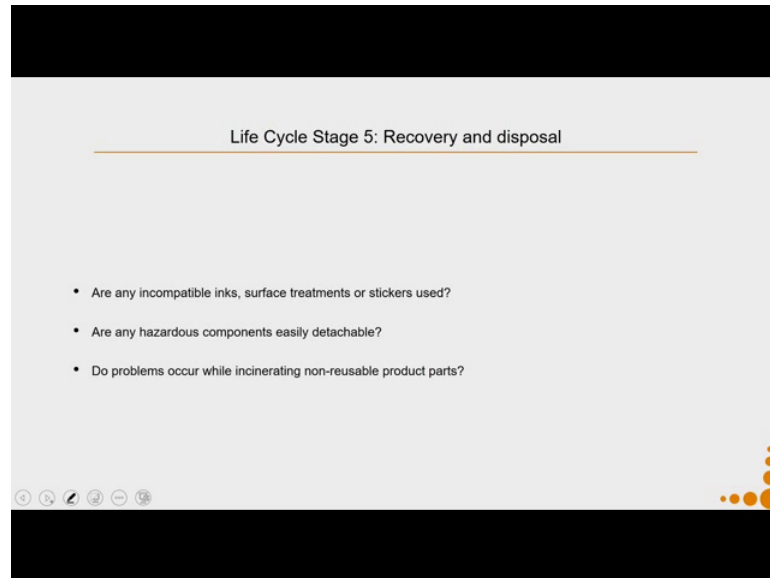 Life Cycle Stage 5: Recovery and disposal
• Are any incompatible inks, surface treatments or stickers used?
• Are any hazardous components easily detachable?
• Do problems occur while incinerating non-reusable product parts?